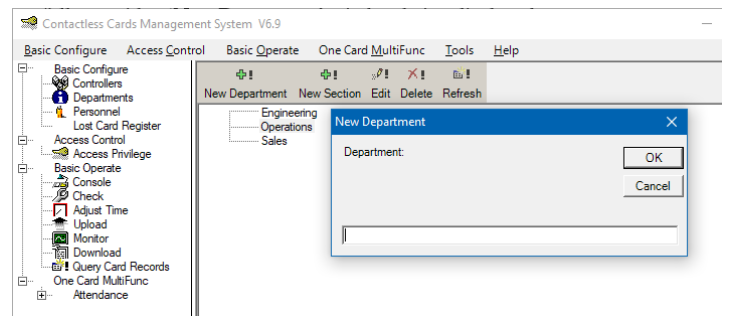 Contactless Cards Management System V6.9
Basic Configure Access Control Basic Operate One Card MultiFunc Tools Help
Basic Configure
Controllers
Departments
Personnel
Lost Card Register
Access Control
Access Privilege
Basic Operate
Console
Check
Adjust Time
Upload
Monitor
Download
Query Card Records
One Card MultiFunc
Attendance
New Department New Section Edit Delete Refresh
Engineering
Operations
Sales
New Department
Department:
OK
Cancel